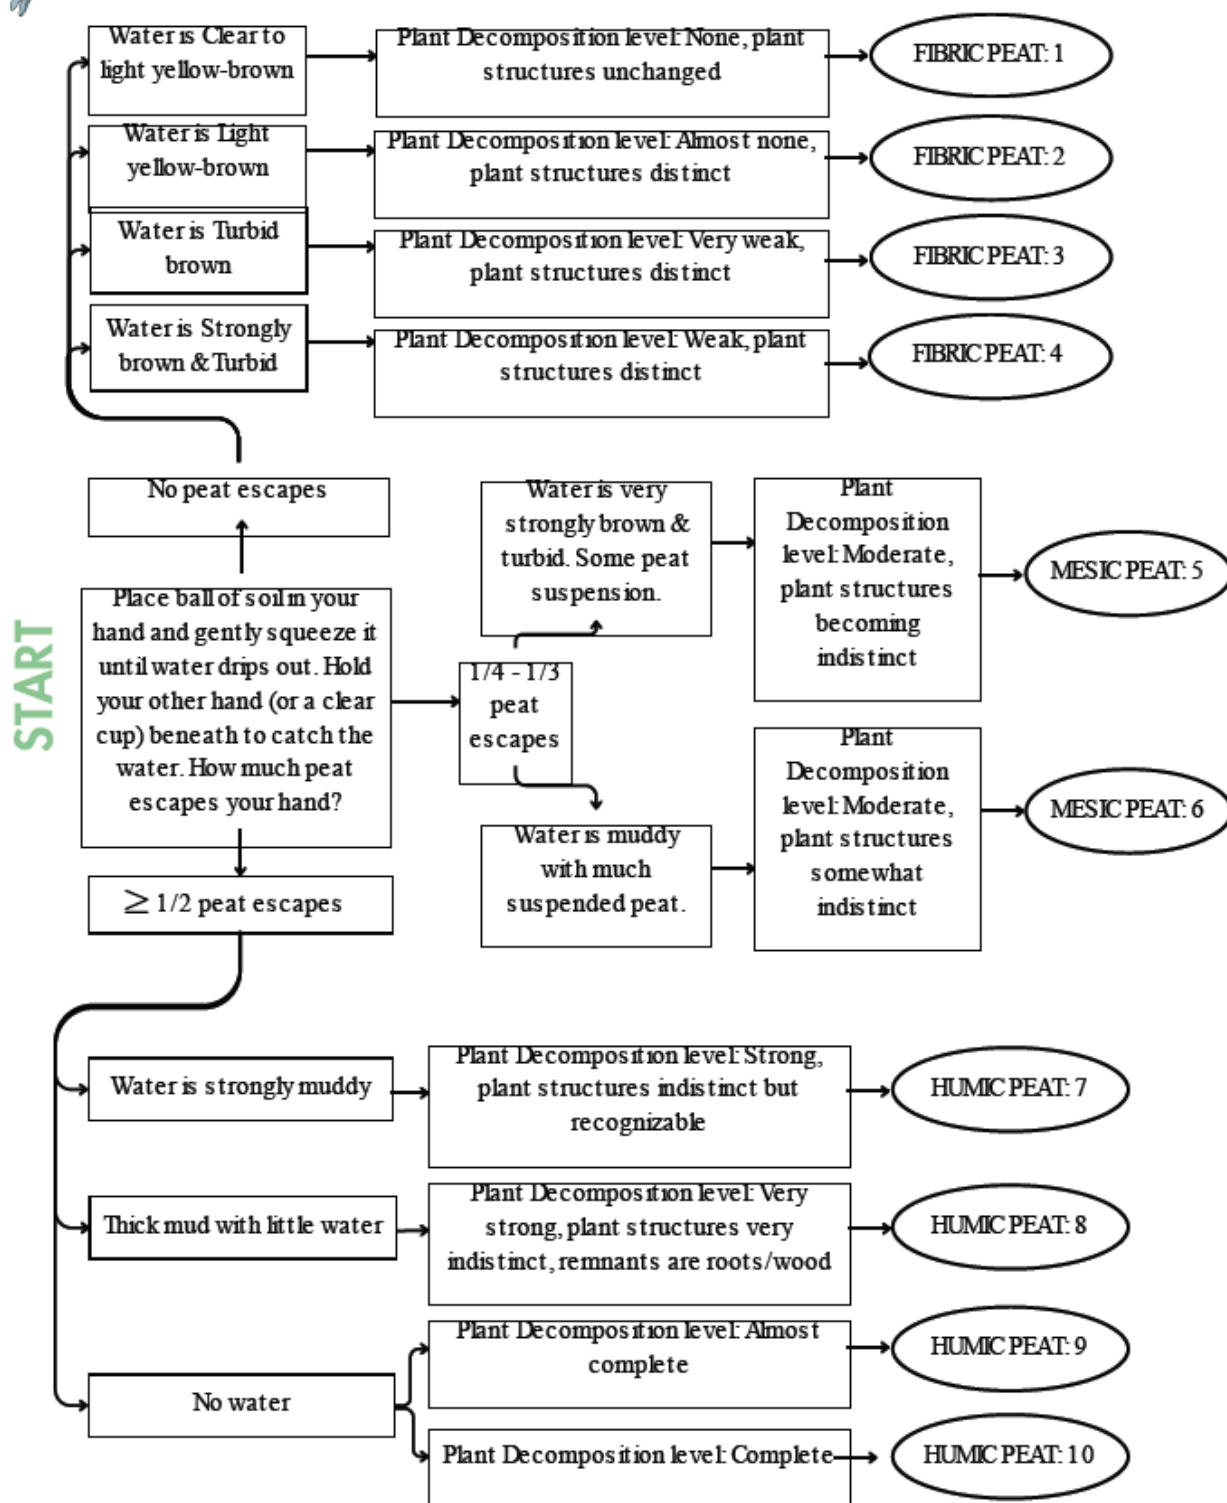 Water is Clear to
light yellow-brown
Plant Decomposition level: None, plant
structures unchanged
FIBRIC PEAT: 1
Water is Light
yellow-brown
Plant Decomposition level: Almost none,
plant structures distinct
FIBRIC PEAT: 2
Water is Turbid
brown
Plant Decomposition level: Very weak,
plant structures distinct
FIBRIC PEAT: 3
Water is Strongly
brown & Turbid
Plant Decomposition level: Weak, plant
structures distinct
FIBRIC PEAT: 4
No peat escapes
START
Place ball of soil in your
hand and gently squeeze it
until water drips out. Hold
your other hand (or a clear
cup) beneath to catch the
water. How much peat
escapes your hand?
1/4 - 1/3
peat
escapes
Water is very
strongly brown &
turbid. Some peat
suspension.
Plant
Decomposition
level: Moderate,
plant structures
becoming
indistinct
MESIC PEAT: 5
Water is muddy
with much
suspended peat.
Plant
Decomposition
level: Moderate,
plant structures
somewhat
indistinct
MESIC PEAT: 6
≥ 1/2 peat escapes
Water is strongly muddy
Plant Decomposition level: Strong,
plant structures indistinct but
recognizable
HUMIC PEAT: 7
Thick mud with little water
Plant Decomposition level: Very
strong, plant structures very
indistinct, remnants are roots/wood
HUMIC PEAT: 8
No water
Plant Decomposition level: Almost
complete
HUMIC PEAT: 9
Plant Decomposition level: Complete
HUMIC PEAT: 10